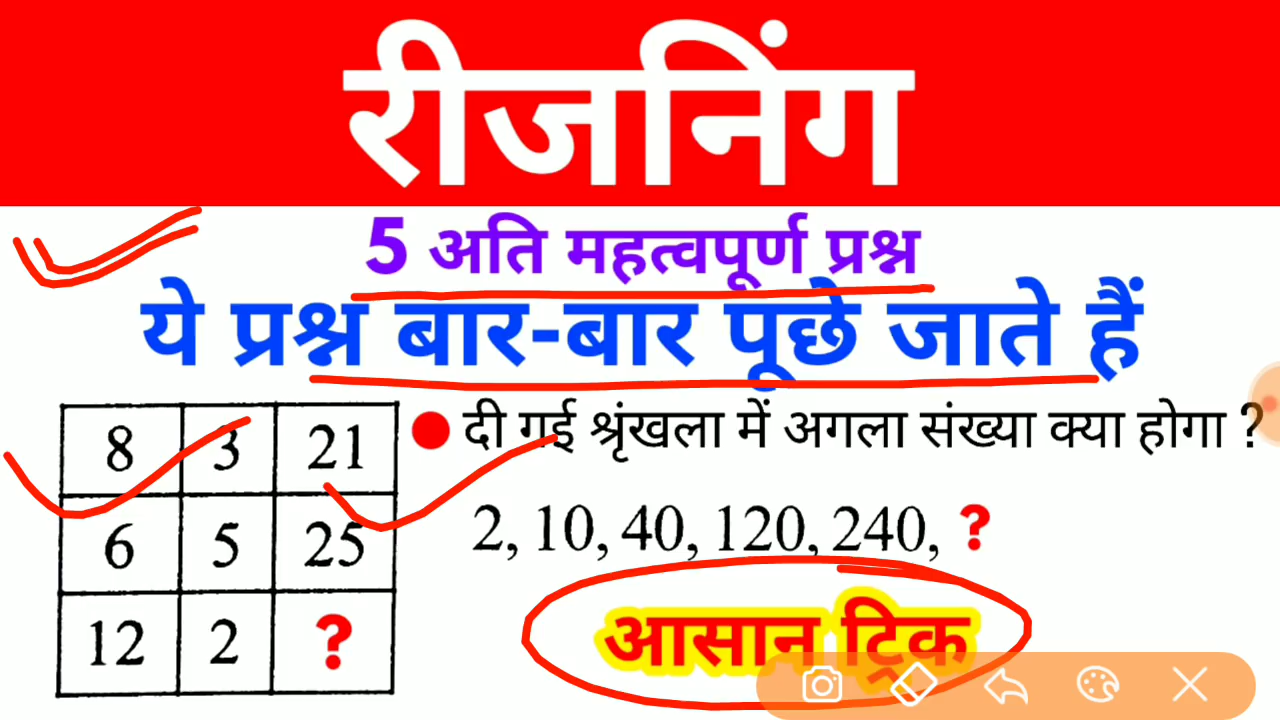 रीजनिंग
5 अति महत्वपूर्ण प्रश्न
ये प्रश्न बार-बार पूछे जाते हैं
8 3 21
6 5 25
12 2 ?
दी गई श्रृंखला में अगला संख्या क्या होगा ?
2, 10, 40, 120, 240, ?
आसान ट्रिक